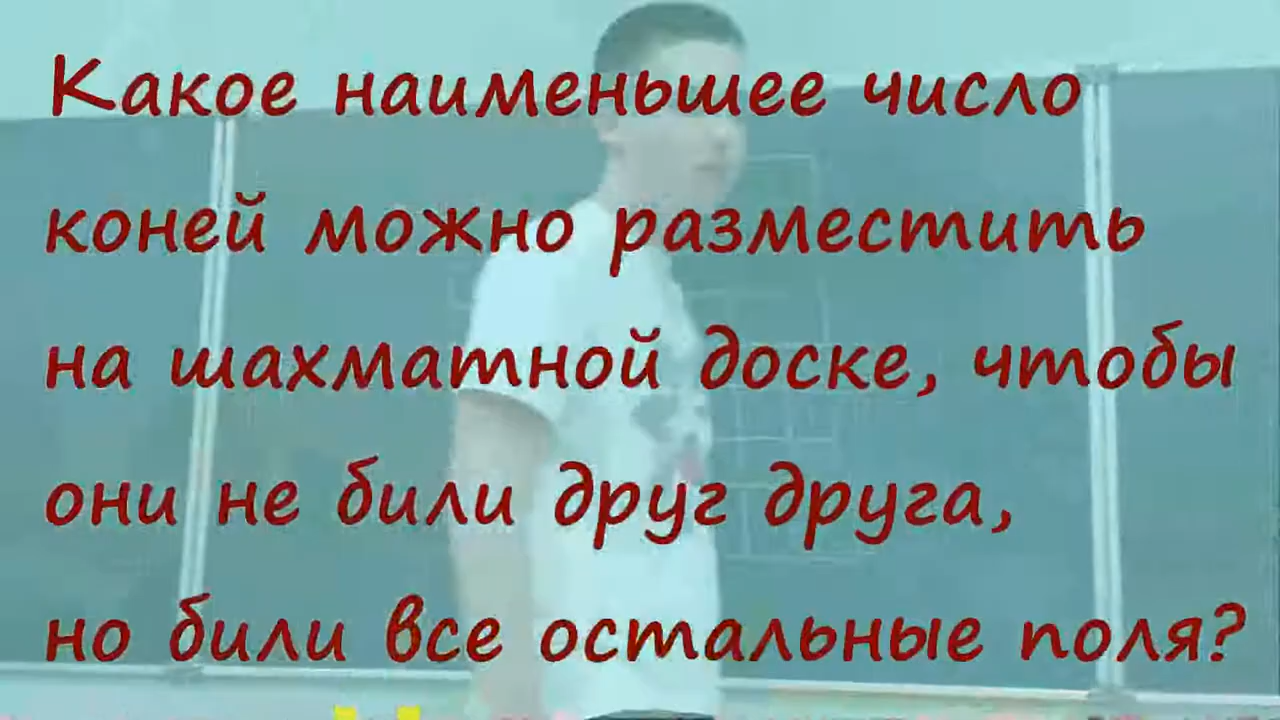 Какое наименьшее число
коней можно разместить
на шахматной доске, чтобы
они не били друг друга,
но били все остальные поля?